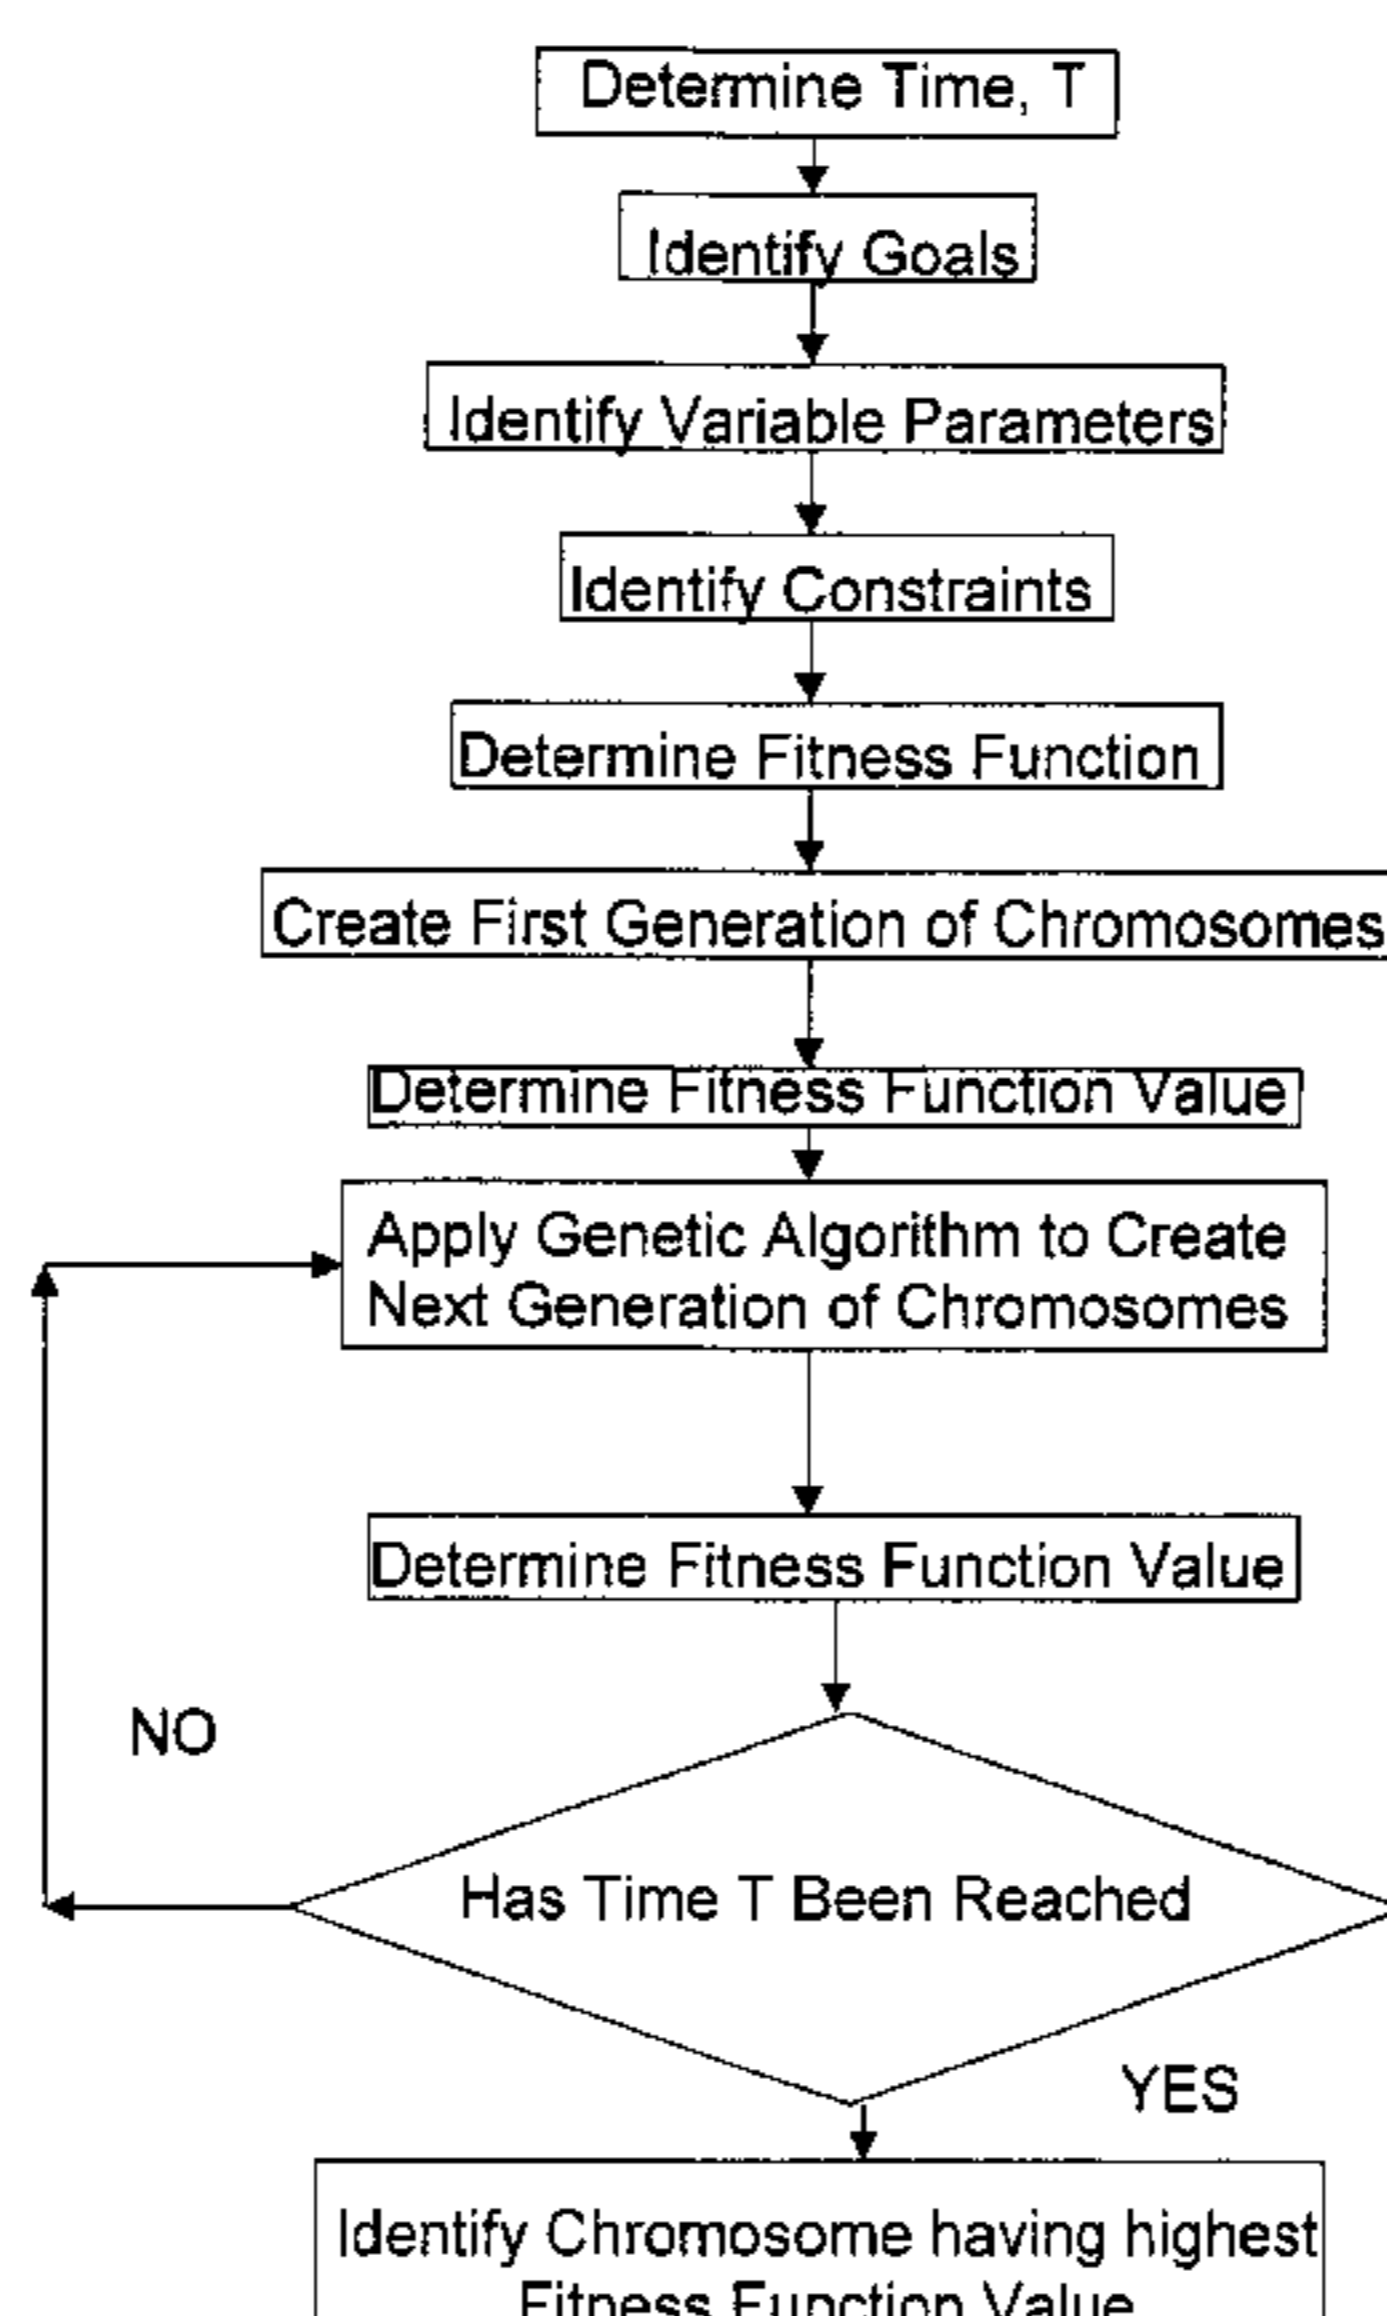 Determine Time, T
Identify Goals
Identify Variable Parameters
Identify Constraints
Determine Fitness Function
Create First Generation of Chromosomes
Determine Fitness Function Value
Apply Genetic Algorithm to Create
Next Generation of Chromosomes
Determine Fitness Function Value
NO
Has Time T Been Reached
YES
Identify Chromosome having highest
Fitness Function Value